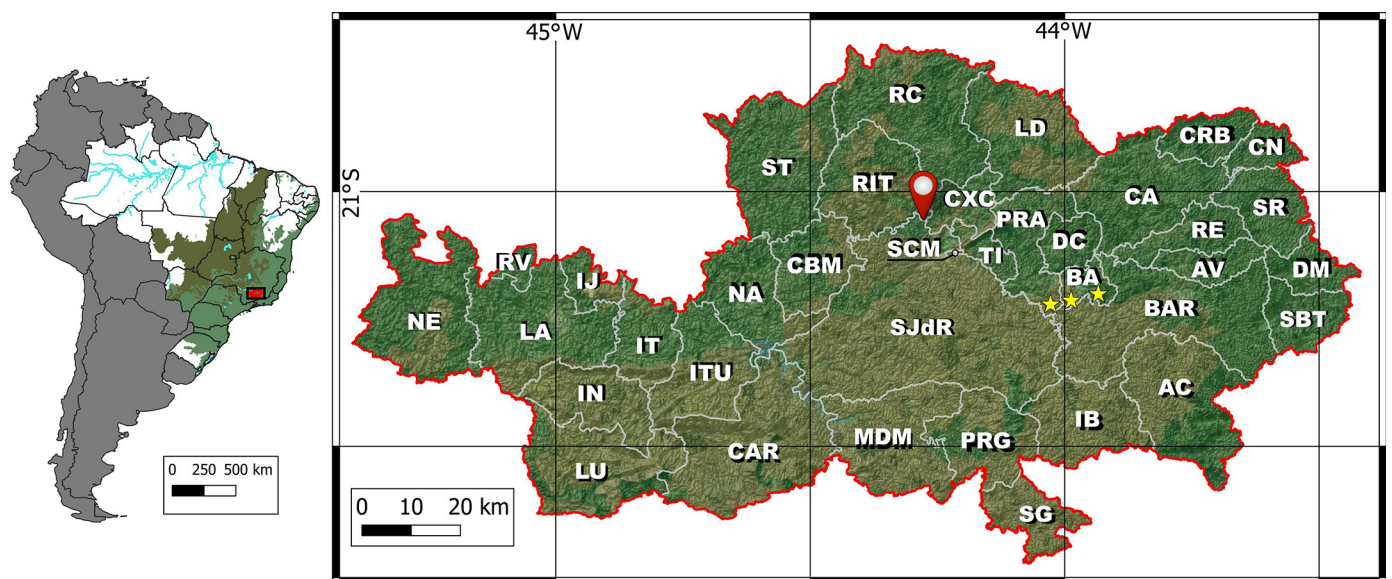 45°W 44°W
21°S
RC
LD
CRB
CN
ST
RIT
CXC
CA
PRA
SR
RE
DC
SCM
TI
RV
CBM
AV
DM
IJ
BA
NA
BAR
NE
LA
SJdR
SBT
IT
ITU
AC
IN
IB
MDM
PRG
CAR
LU
SG
0 250 500 km
0 10 20 km